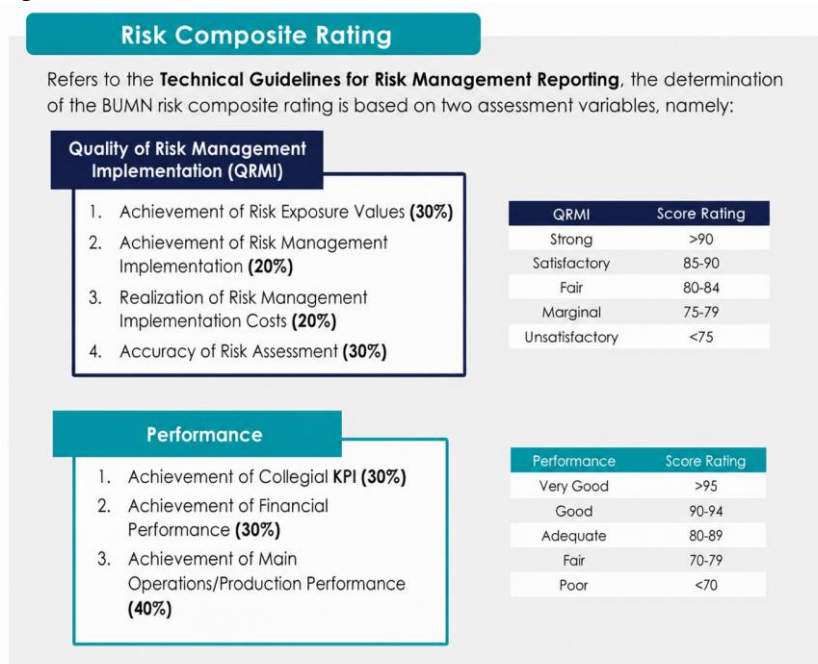 Risk Composite Rating
Refers to the Technical Guidelines for Risk Management Reporting, the determination
of the BUMN risk composite rating is based on two assessment variables, namely:
Quality of Risk Management
Implementation (QRMI)
1. Achievement of Risk Exposure Values (30%)
2. Achievement of Risk Management
Implementation (20%)
3. Realization of Risk Management
Implementation Costs (20%)
4. Accuracy of Risk Assessment (30%)
QRMI Score Rating
Strong >90
Satisfactory 85-90
Fair 80-84
Marginal 75-79
Unsatisfactory <75
Performance
1. Achievement of Collegial KPI (30%)
2. Achievement of Financial
Performance (30%)
3. Achievement of Main
Operations/Production Performance
(40%)
Performance Score Rating
Very Good >95
Good 90-94
Adequate 80-89
Fair 70-79
Poor <70